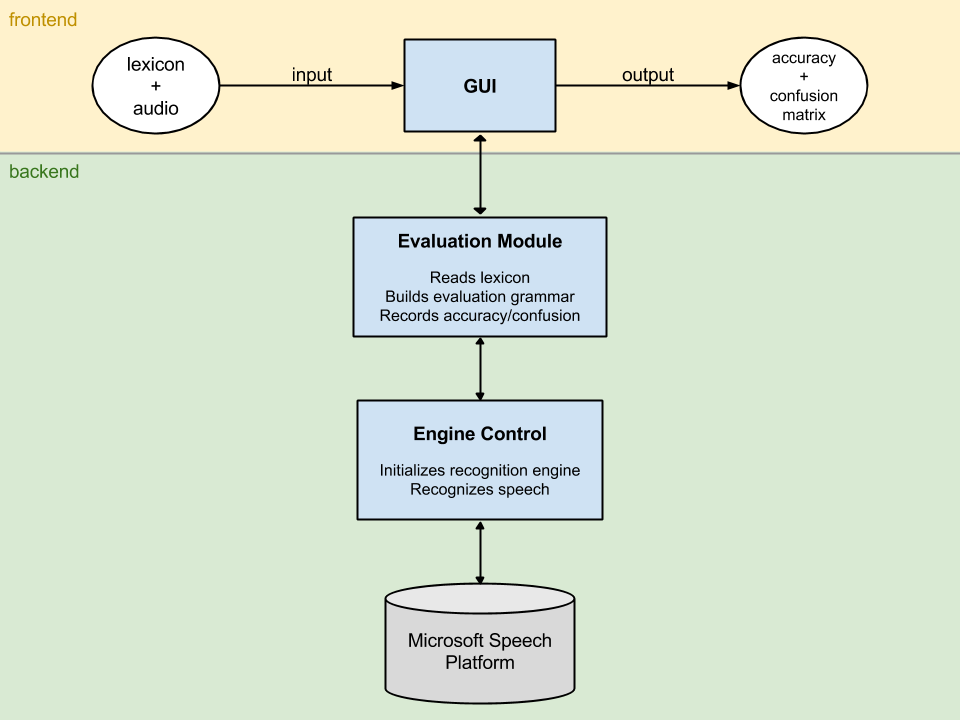 frontend
lexicon
+
audio
input
GUI
output
accuracy
+
confusion
matrix
backend
Evaluation Module
Reads lexicon
Builds evaluation grammar
Records accuracy/confusion
Engine Control
Initializes recognition engine
Recognizes speech
Microsoft Speech
Platform